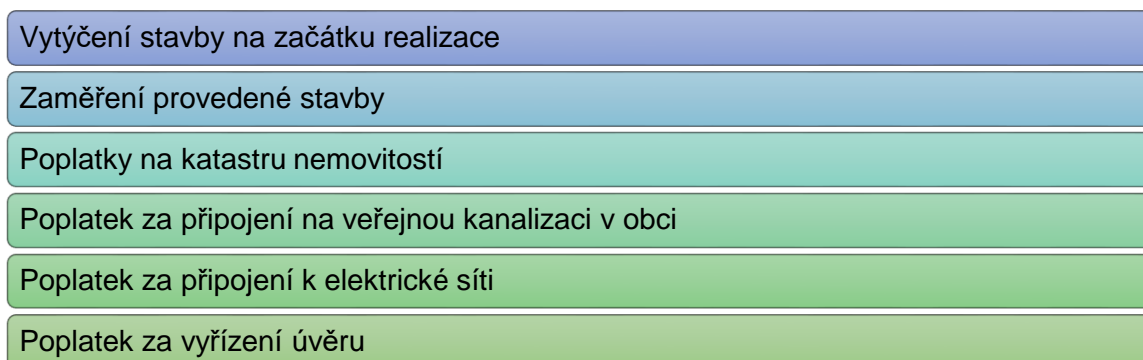 Vytýčení stavby na začátku realizace
Zaměření provedené stavby
Poplatky na katastru nemovitostí
Poplatek za připojení na veřejnou kanalizaci v obci
Poplatek za připojení k elektrické síti
Poplatek za vyřízení úvěru